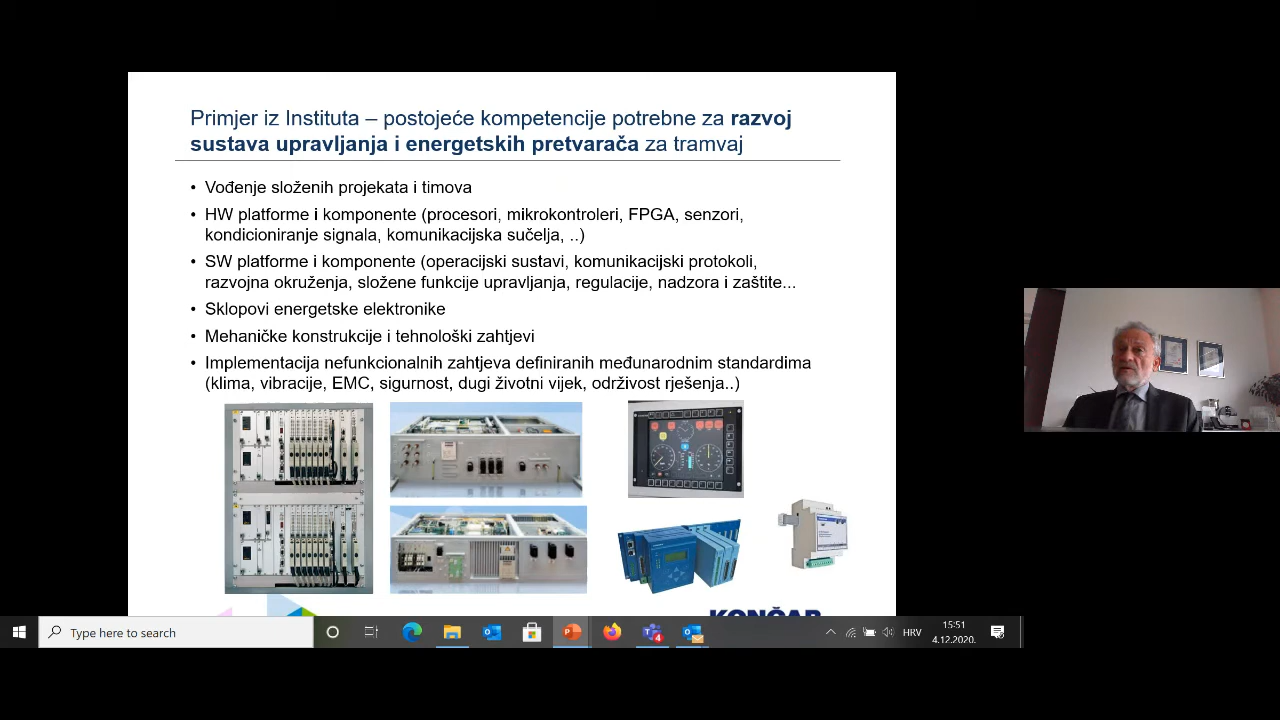 Primjer iz Instituta – postojeće kompetencije potrebne za razvoj
sustava upravljanja i energetskih pretvarača za tramvaj
• Vođenje složenih projekata i timova
• HW platforme i komponente (procesori, mikrokontroleri, FPGA, senzori,
kondicioniranje signala, komunikacijska sučelja, ..)
• SW platforme i komponente (operacijski sustavi, komunikacijski protokoli,
razvojna okruženja, složene funkcije upravljanja, regulacije, nadzora i zaštite...
• Sklopovi energetske elektronike
• Mehaničke konstrukcije i tehnološki zahtjevi
• Implementacija nefunkcionalnih zahtjeva definiranih međunarodnim standardima
(klima, vibracije, EMC, sigurnost, dugi životni vijek, održivost rješenja..)
KONČAR
Type here to search
4
HRV
15:51
4.12.2020.